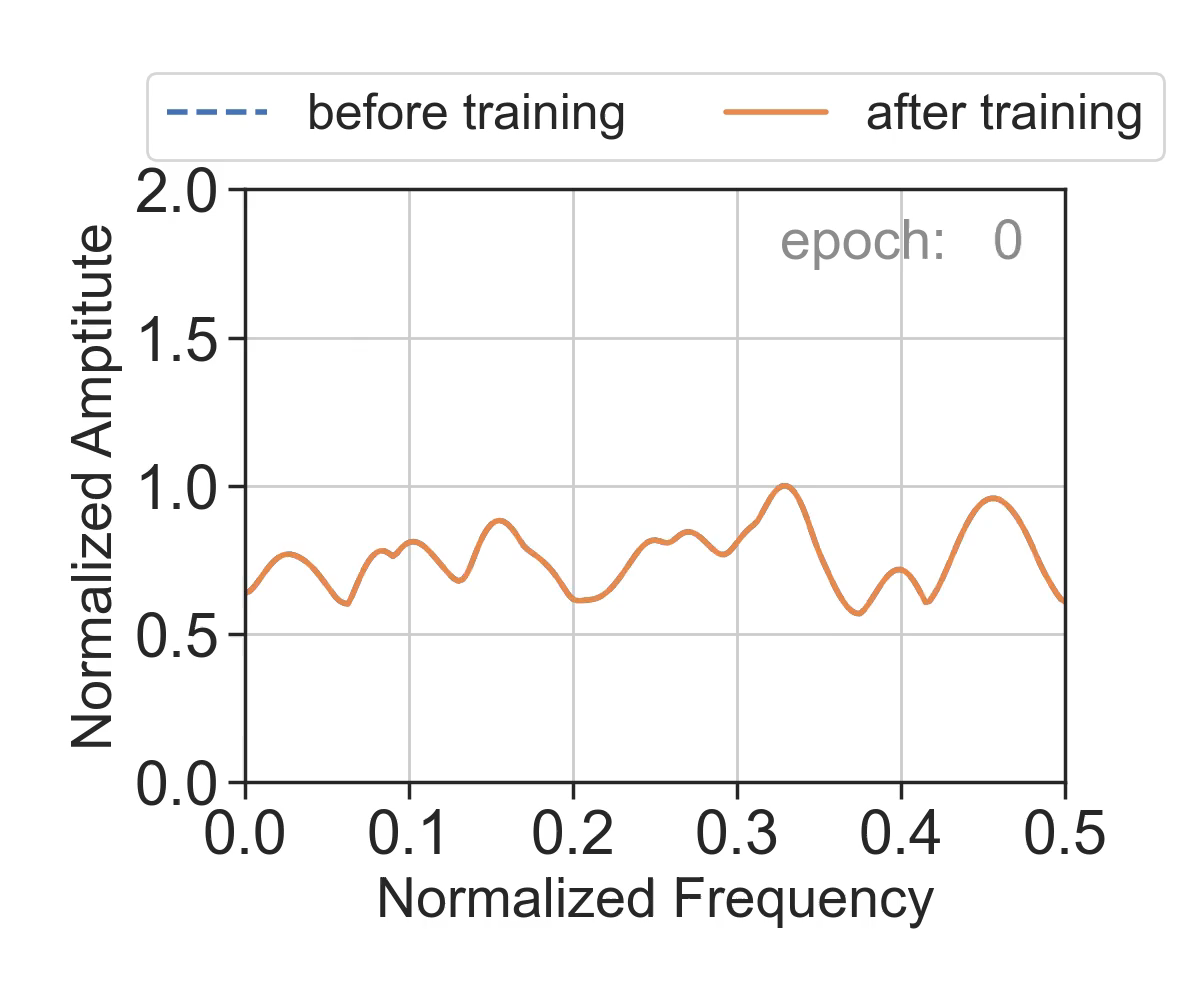 before training after training
epoch: 0
Normalized Amptitute
2.0
1.5
1.0
0.5
0.0
0.0 0.1 0.2 0.3 0.4 0.5
Normalized Frequency